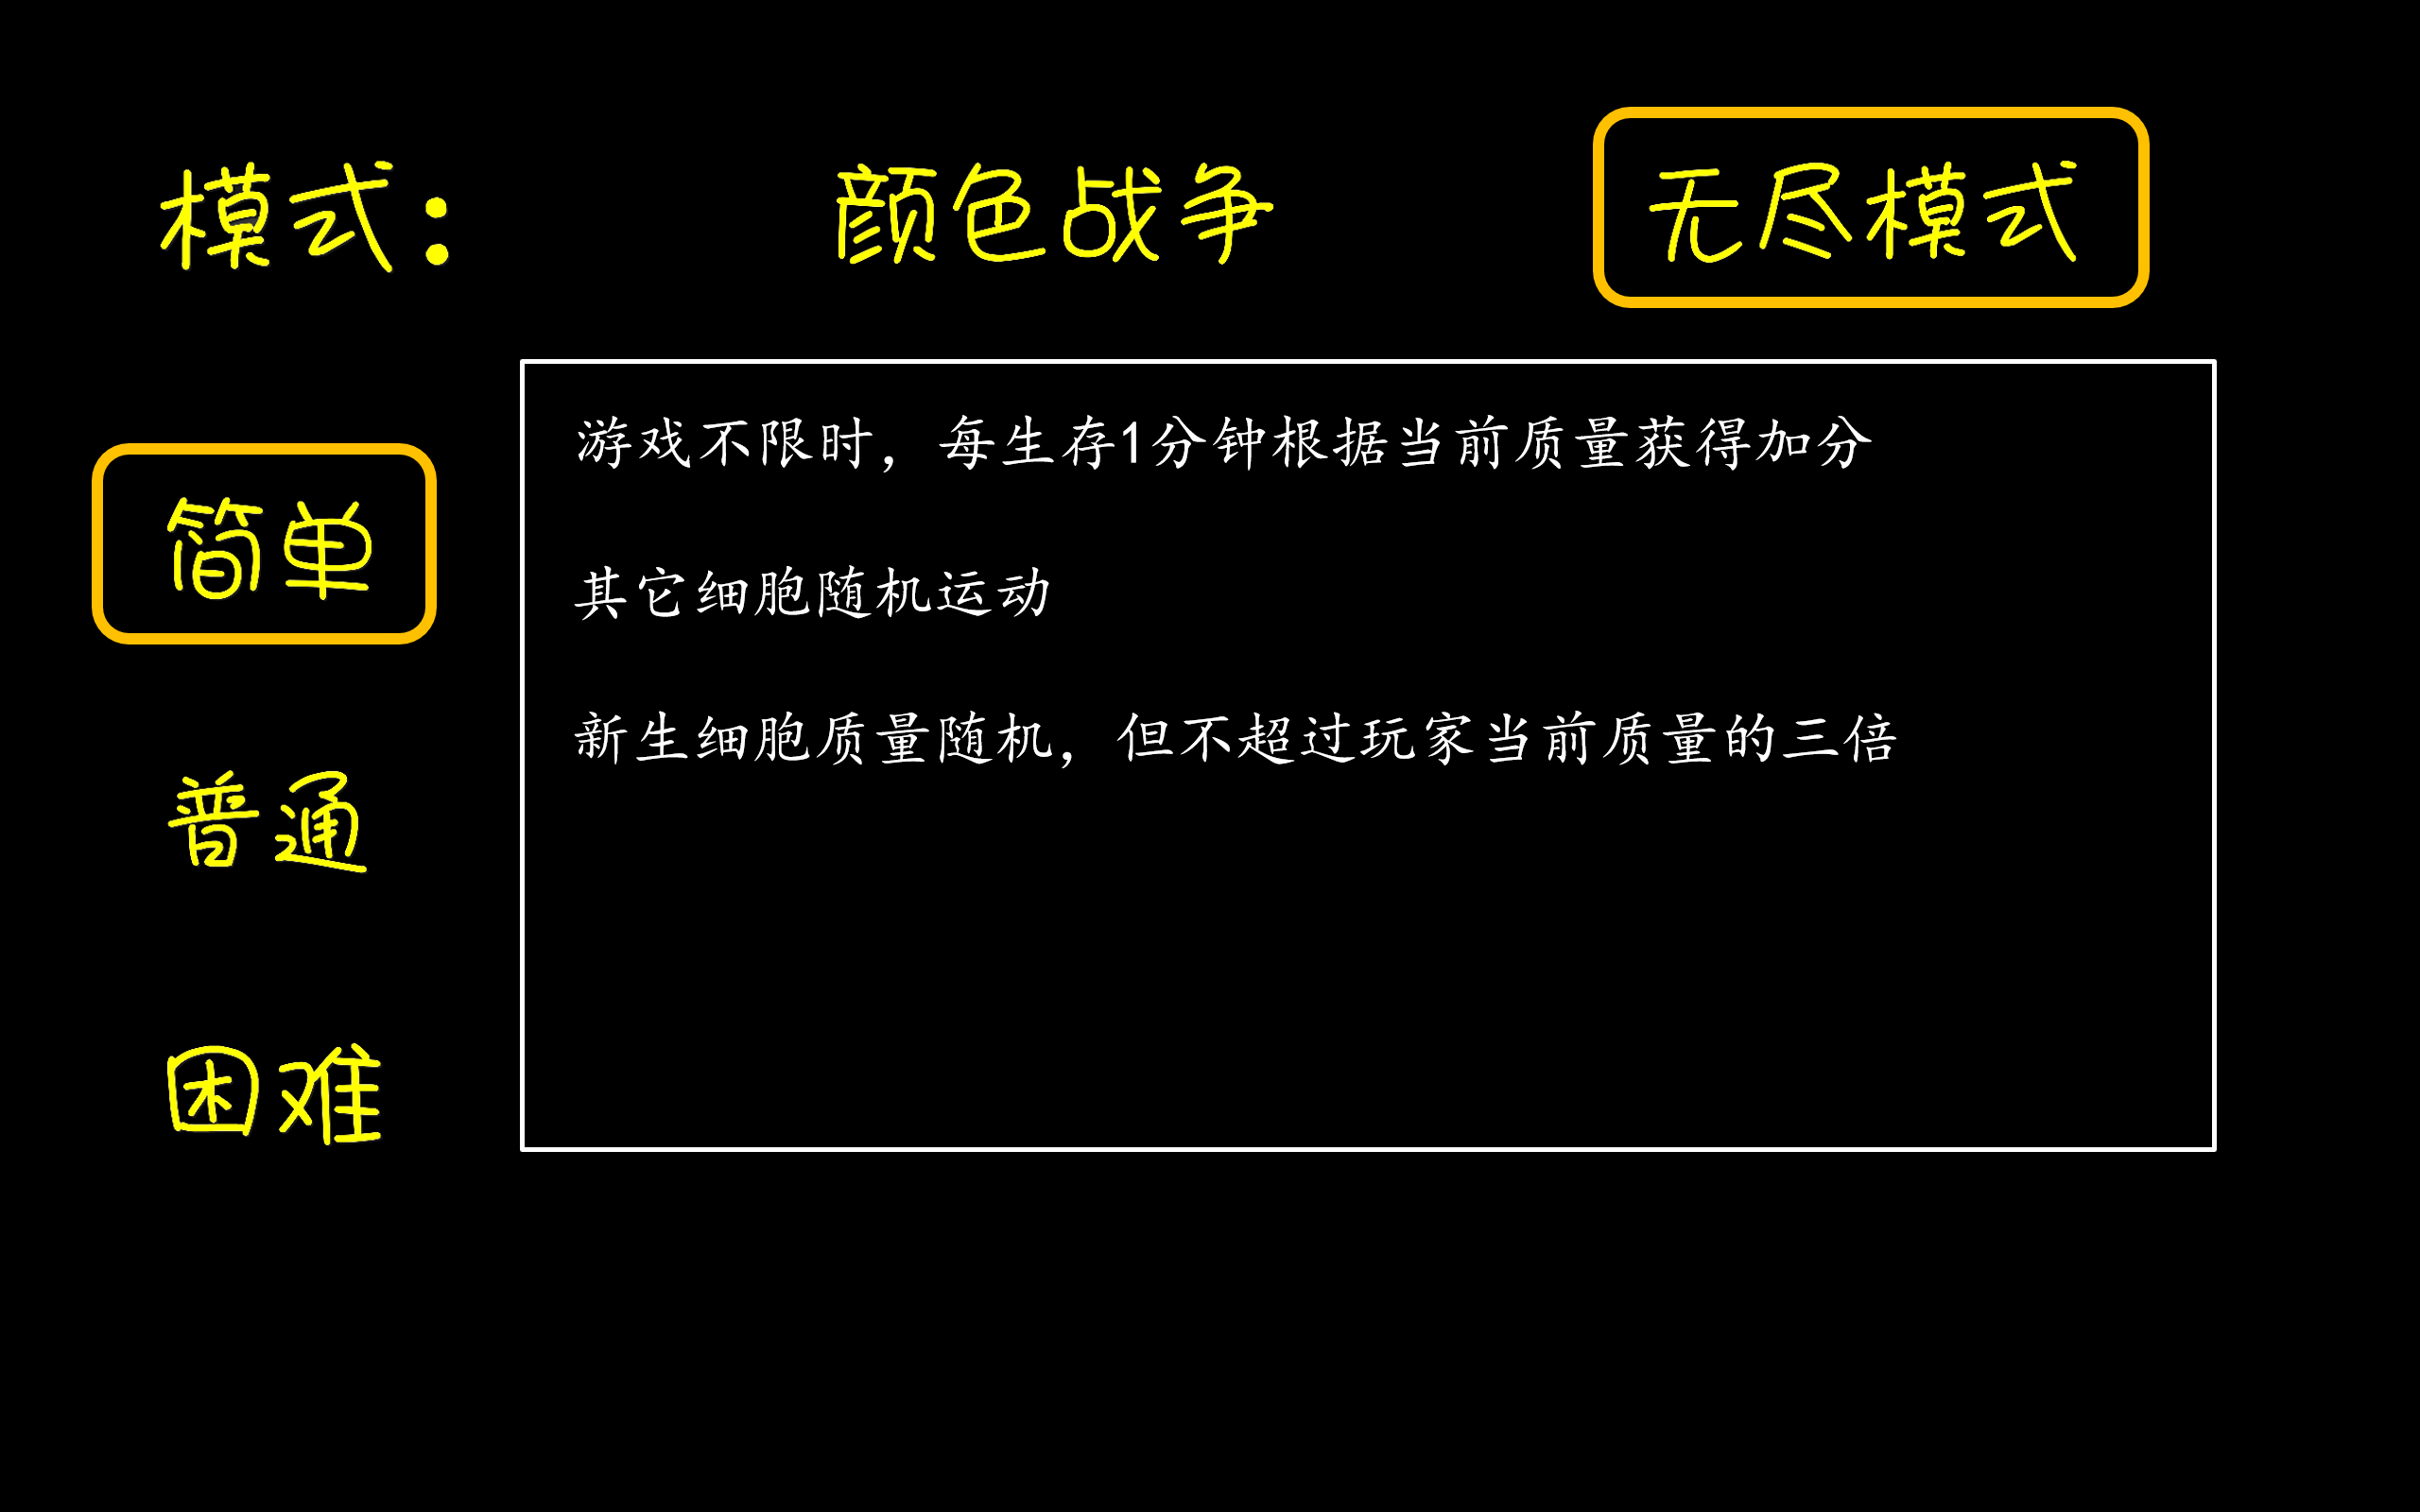 模式： 颜色战争 无尽模式
简单
普通
困难
游戏不限时，每生存1分钟根据当前质量获得加分
其它细胞随机运动
新生细胞质量随机，但不超过玩家当前质量的三倍